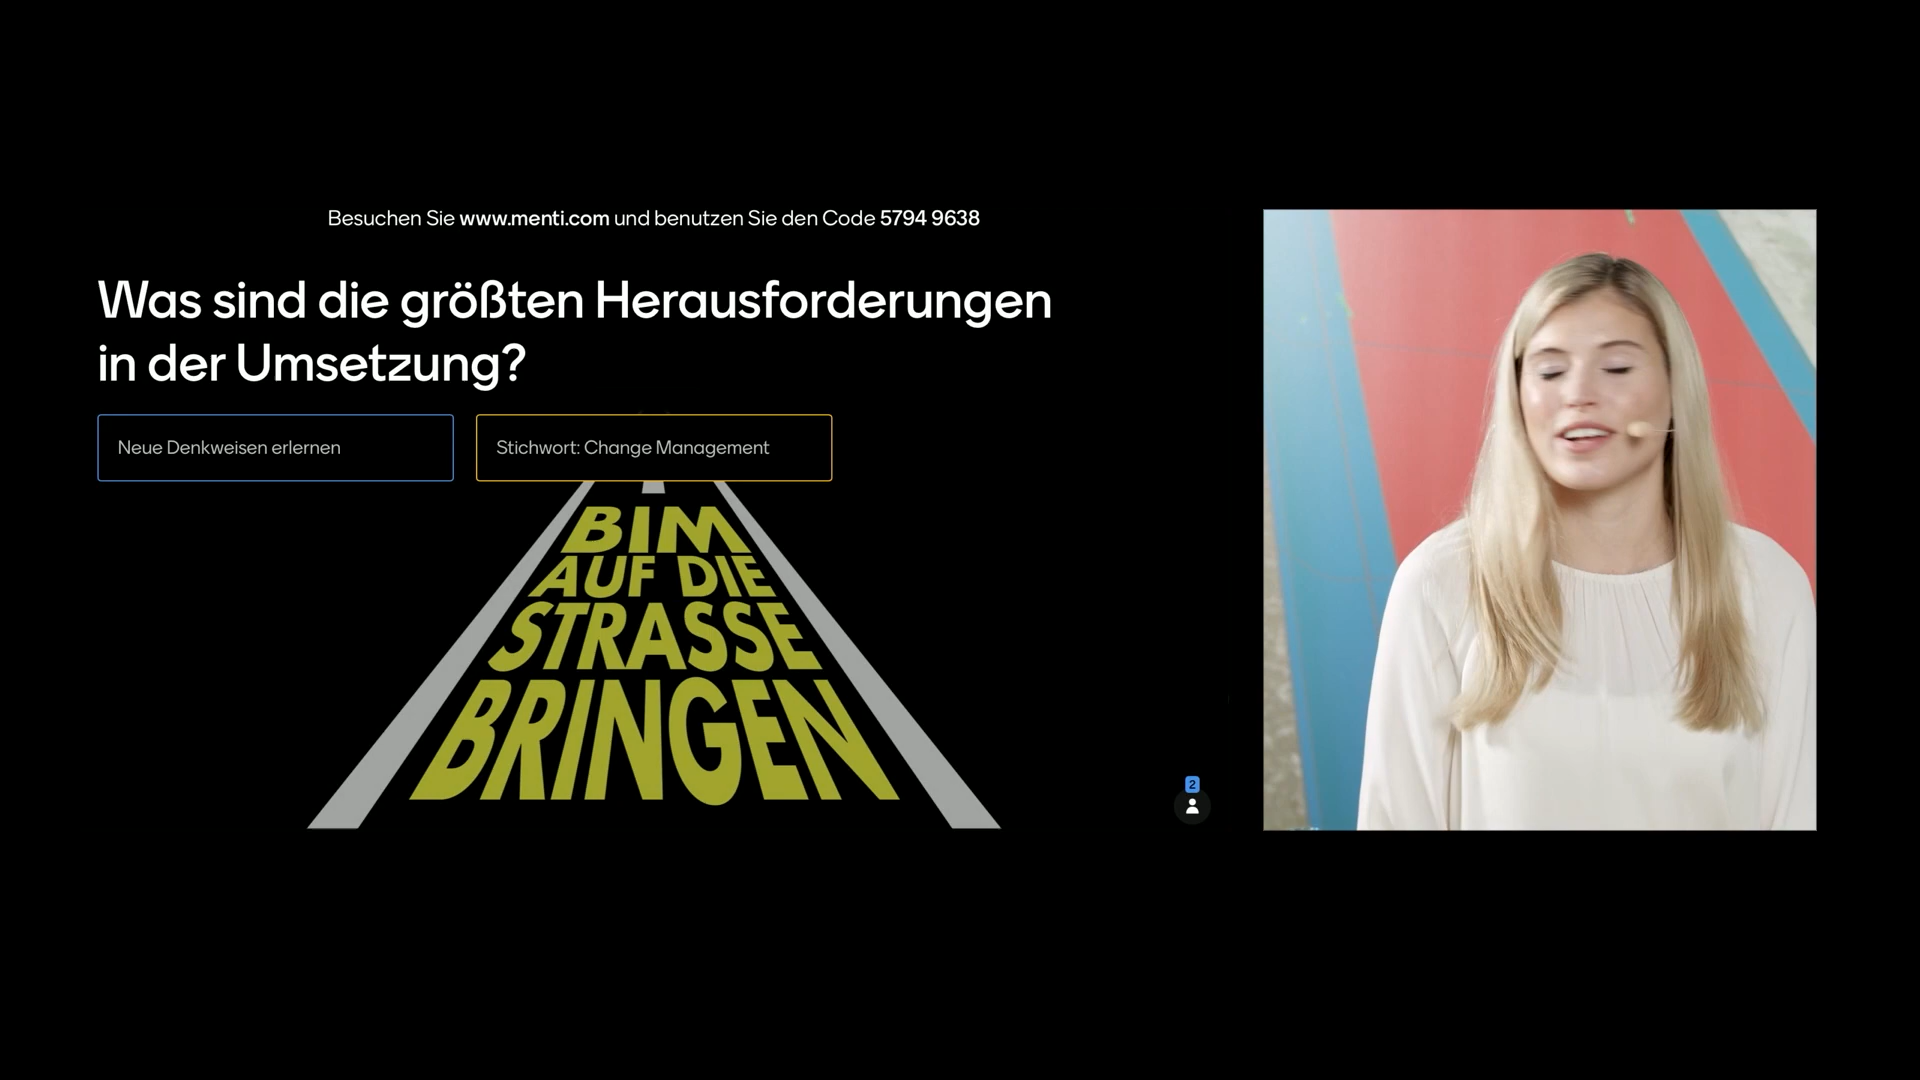 Besuchen Sie www.menti.com und benutzen Sie den Code 5794 9638
Was sind die größten Herausforderungen
in der Umsetzung?
Neue Denkweisen erlernen
Stichwort: Change Management
BIM
AUF DIE
STRASSE
BRINGEN
2